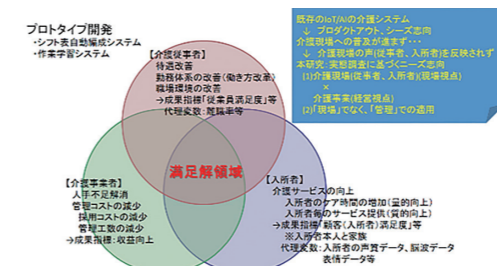 プロトタイプ開発
・シフト表自動編成システム
・作業学習システム
既存のIoT/AIの介護システム
↓ プロダクトアウト、シーズ志向
介護現場への普及が進まず・・・
↓ 介護現場の声(従事者、入所者)を反映されず
本研究:実態調査に基づくニーズ志向
(1)介護現場(従事者、入所者)(現場視点)
×
介護事業(経営視点)
(2)「現場」でなく、「管理」での適用
【介護従事者】
待遇改善
勤務体系の改善(働き方改革)
職場環境の改善
→成果指標「従業員満足度」等
代理変数:離職率等
満足解領域
【介護事業者】
人手不足解消
管理コストの減少
採用コストの減少
管理工数の減少
→成果指標:収益向上
【入所者】
介護サービスの向上
入所者のケア時間の増加(量的向上)
入所者毎のサービス提供(質的向上)
→成果指標「顧客(入所者)満足度」等
※入所者本人と家族
代理変数:入所者の声質データ、脳波データ
表情データ等